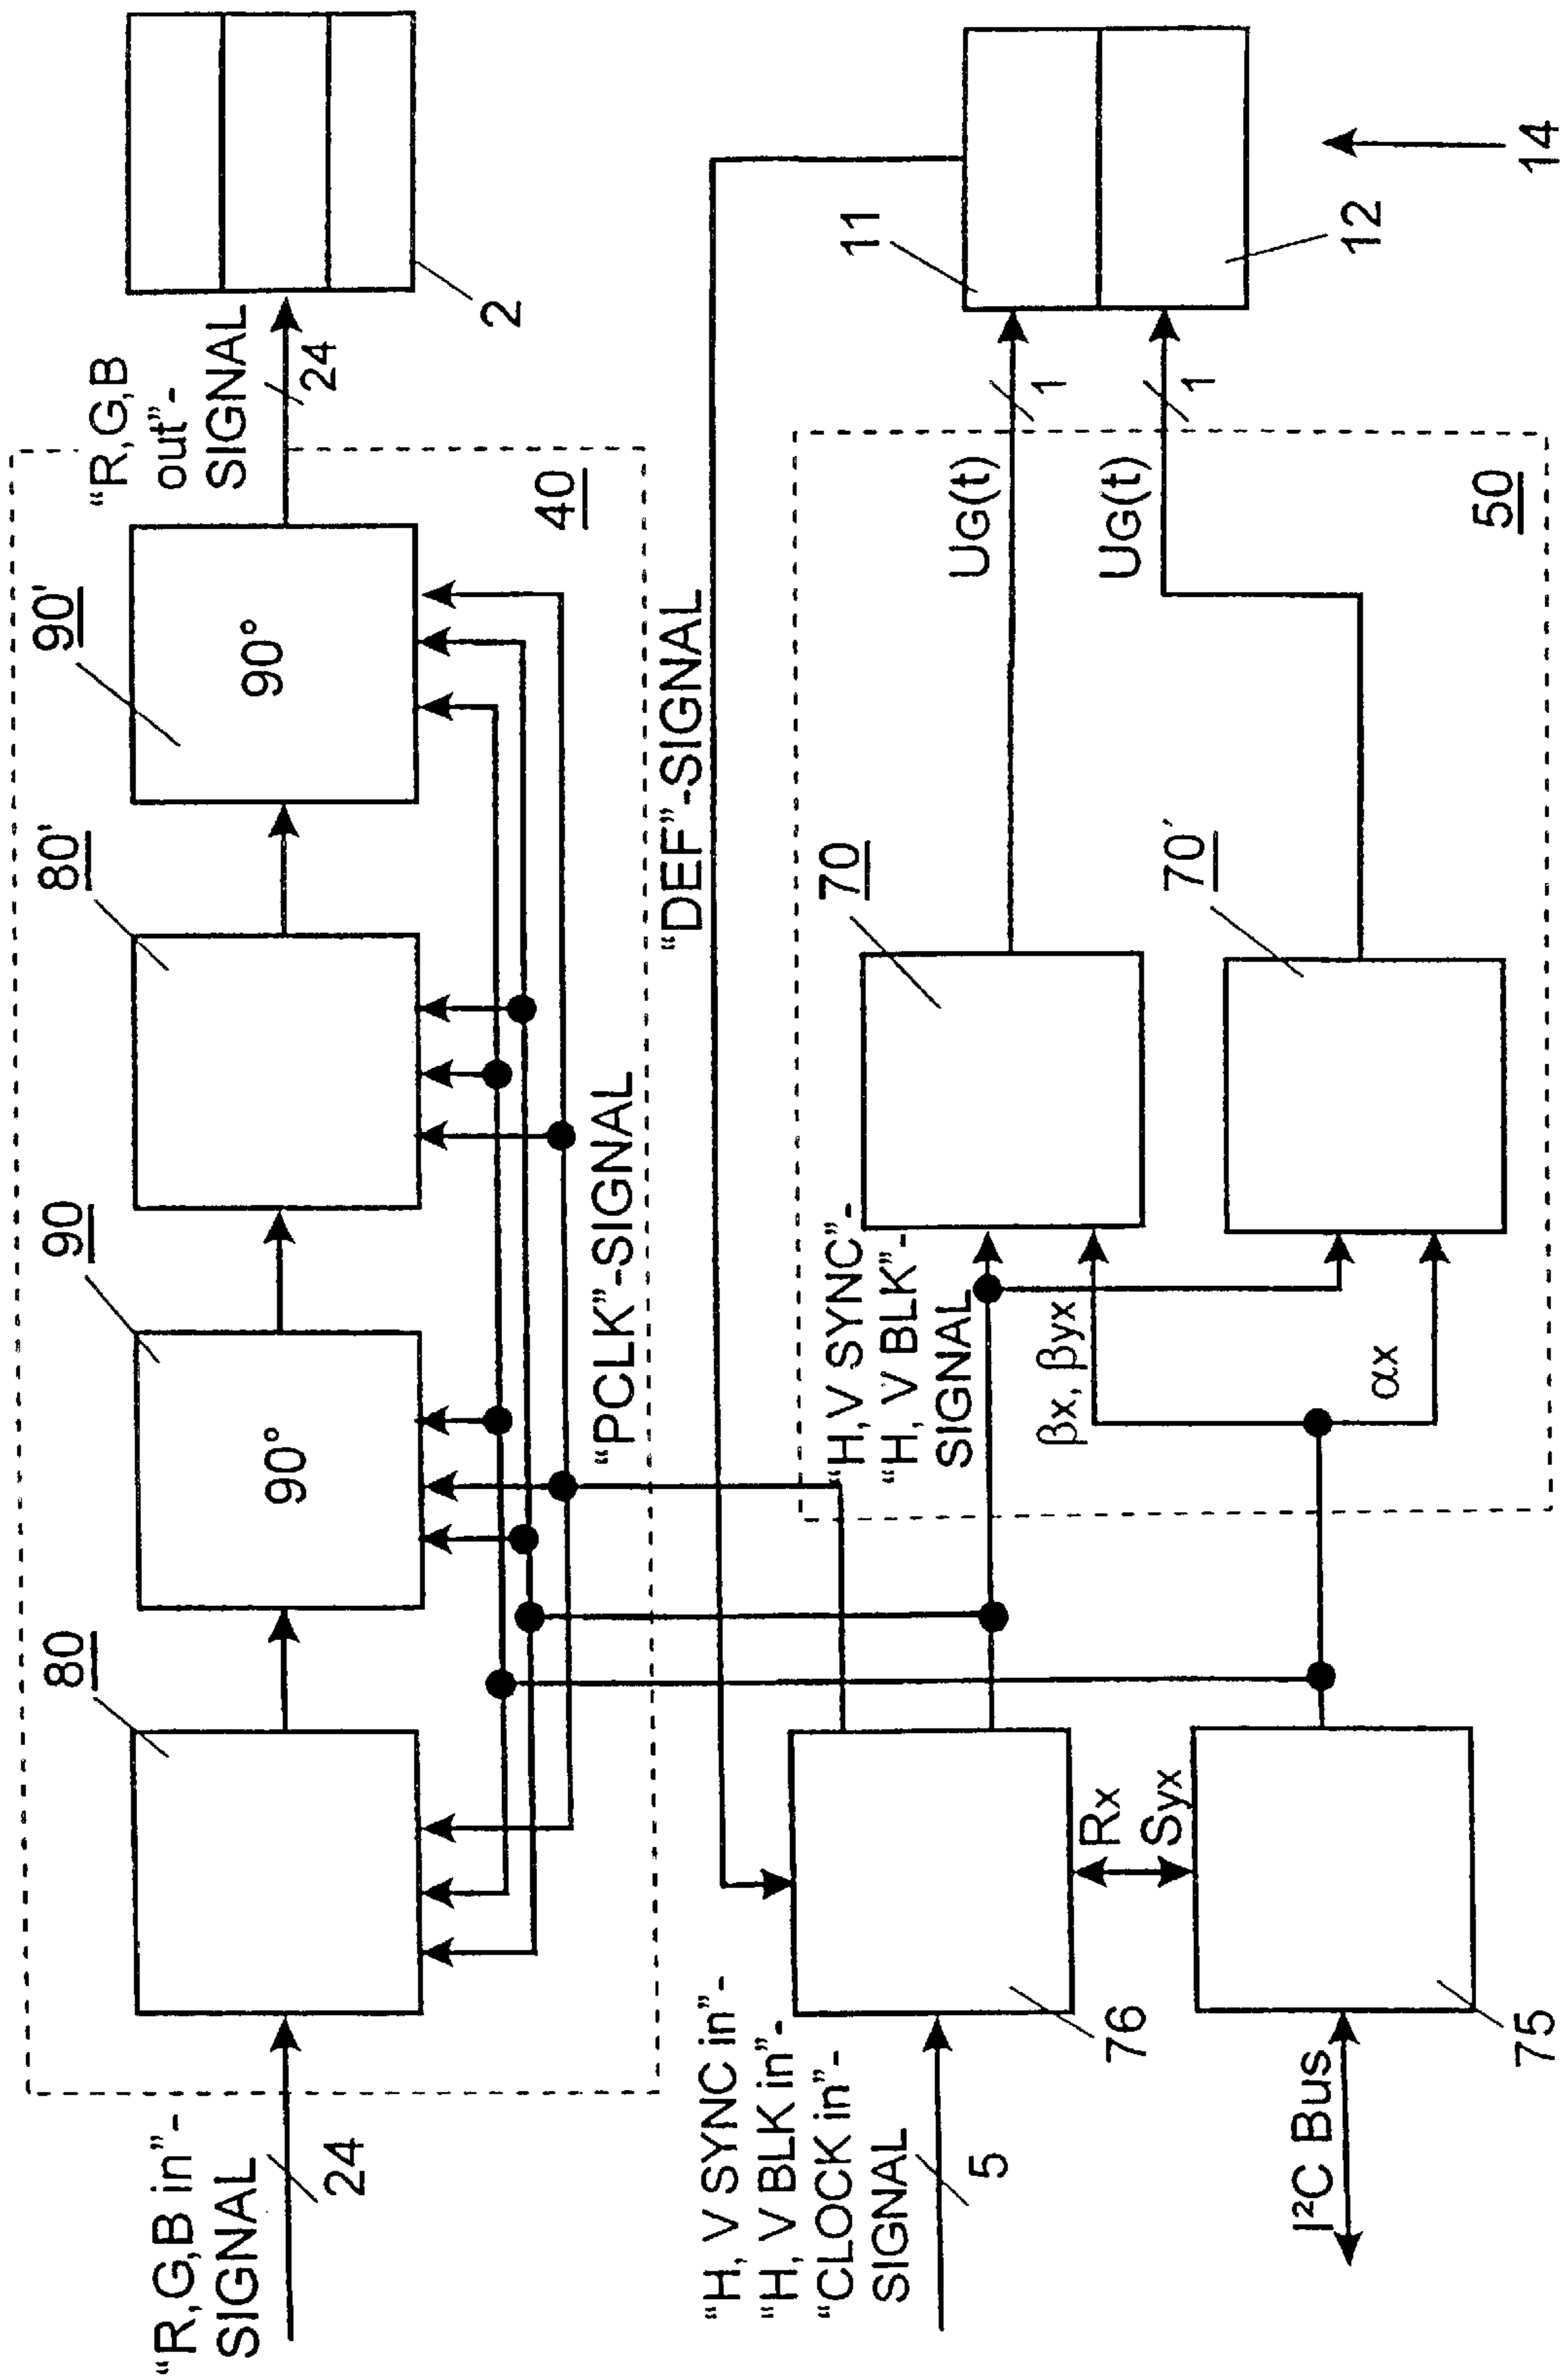 “R,G,B in”-
SIGNAL
24
80
90
90°
80'
90'
90°
“R,G,B
out”-
SIGNAL
24
2
40
“PCLK”-SIGNAL
“DEF”-SIGNAL
“H, V SYNC in”-
“H, V BLK in”-
“CLOCK in”-
SIGNAL
5
76
Rx
Syx
I²C Bus
75
“H,V SYNC”-
“H, V BLK”-
SIGNAL
βx, βyx
αx
70
70'
UG(t)
UG(t)
50
1
1
11
12
14